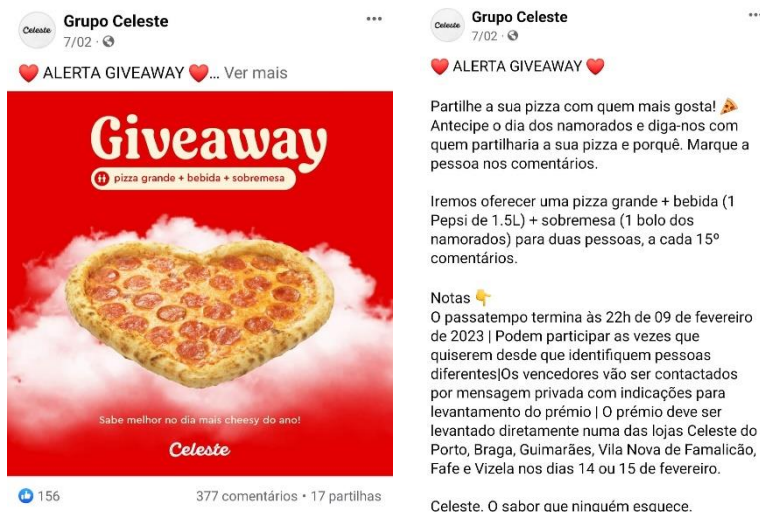 Celeste
Grupo Celeste
7/02 ·
❤️ ALERTA GIVEAWAY ❤️... Ver mais
Giveaway
pizza grande + bebida + sobremesa
Sabe melhor no dia mais cheesy do ano!
Celeste
156
377 comentários • 17 partilhas
Celeste
Grupo Celeste
7/02 ·
❤️ ALERTA GIVEAWAY ❤️
Partilhe a sua pizza com quem mais gosta! 🍕
Antecipe o dia dos namorados e diga-nos com
quem partilharia a sua pizza e porquê. Marque a
pessoa nos comentários.
Iremos oferecer uma pizza grande + bebida (1
Pepsi de 1.5L) + sobremesa (1 bolo dos
namorados) para duas pessoas, a cada 15º
comentários.
Notas 👇
O passatempo termina às 22h de 09 de fevereiro
de 2023 | Podem participar as vezes que
quiserem desde que identifiquem pessoas
diferentes|Os vencedores vão ser contactados
por mensagem privada com indicações para
levantamento do prémio | O prémio deve ser
levantado diretamente numa das lojas Celeste do
Porto, Braga, Guimarães, Vila Nova de Famalicão,
Fafe e Vizela nos dias 14 ou 15 de fevereiro.
Celeste. O sabor que ninguém esquece.